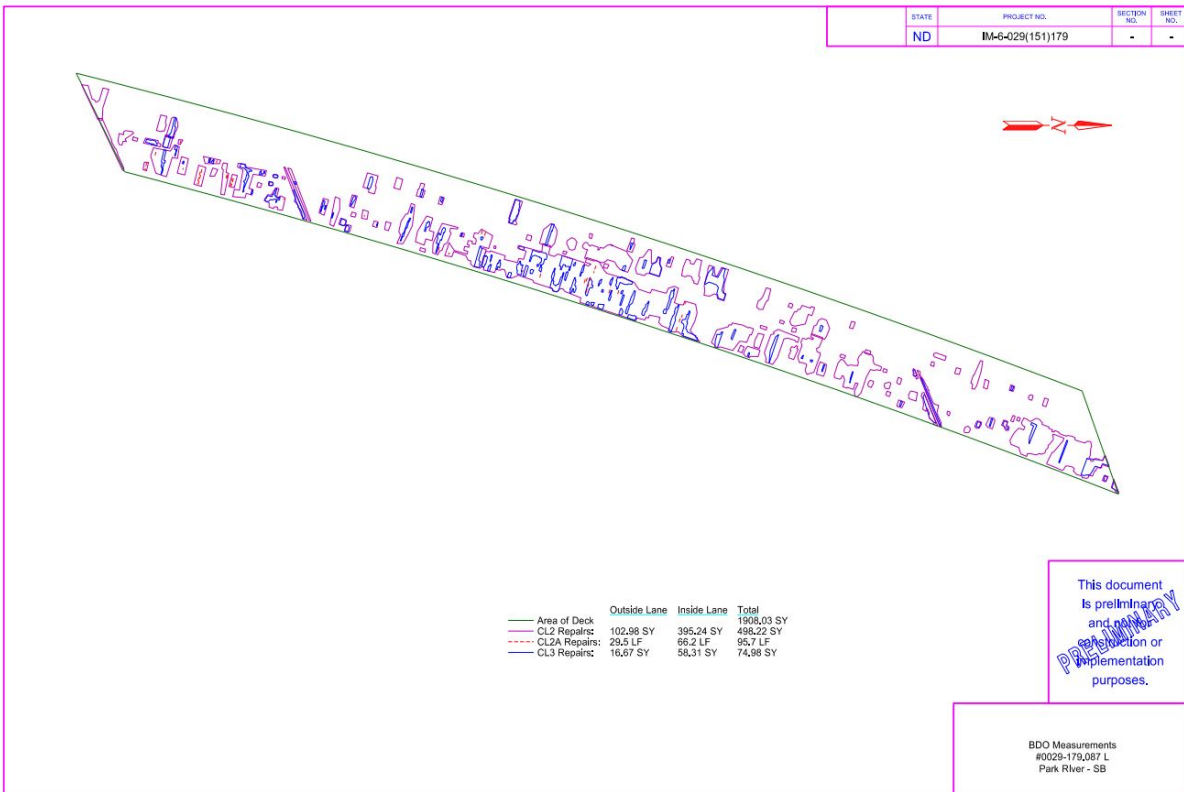 STATE PROJECT NO. SECTION NO. SHEET NO.
ND IM-6-029(151)179 - -
N
Outside Lane Inside Lane Total
Area of Deck 1908.03 SY
CL2 Repairs: 102.98 SY 395.24 SY 498.22 SY
CL2A Repairs: 29.5 LF 66.2 LF 95.7 LF
CL3 Repairs: 16.67 SY 58.31 SY 74.98 SY
This document
is preliminary
and not for
construction or
implementation
purposes.
PRELIMINARY
BDO Measurements
#0029-179.087 L
Park River - SB